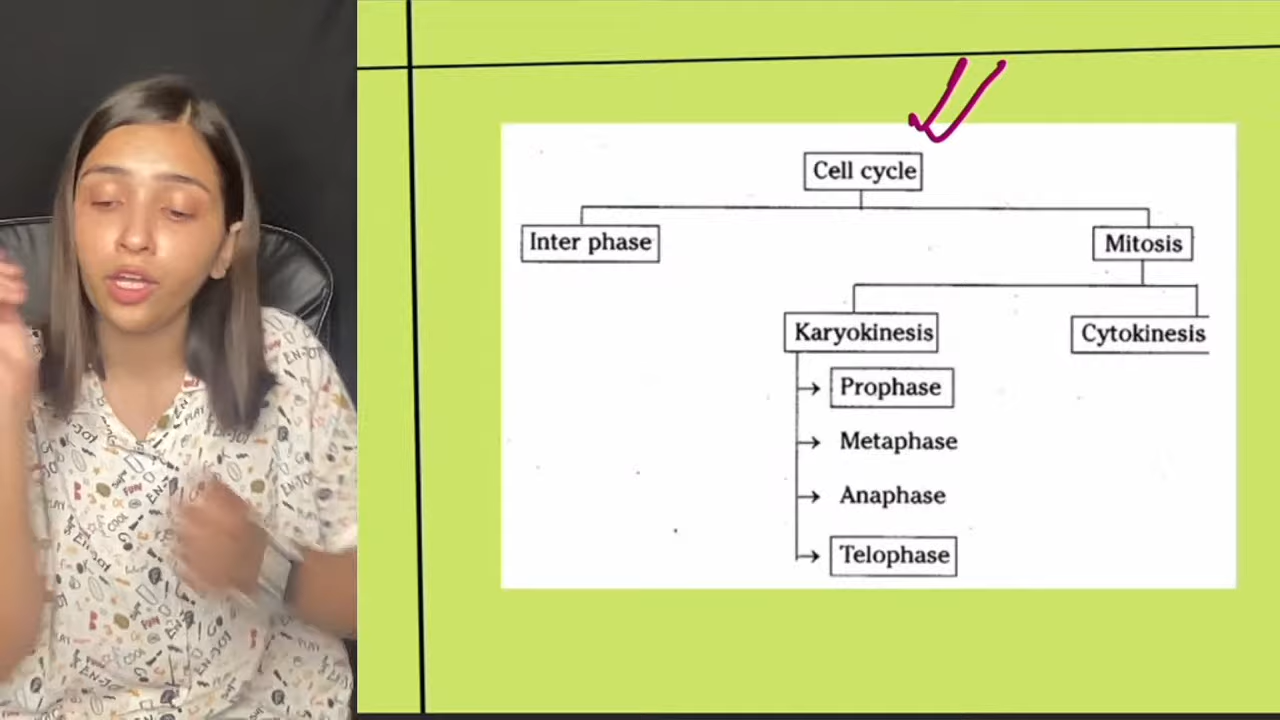 Cell cycle
Inter phase
Mitosis
Karyokinesis
Cytokinesis
Prophase
Metaphase
Anaphase
Telophase